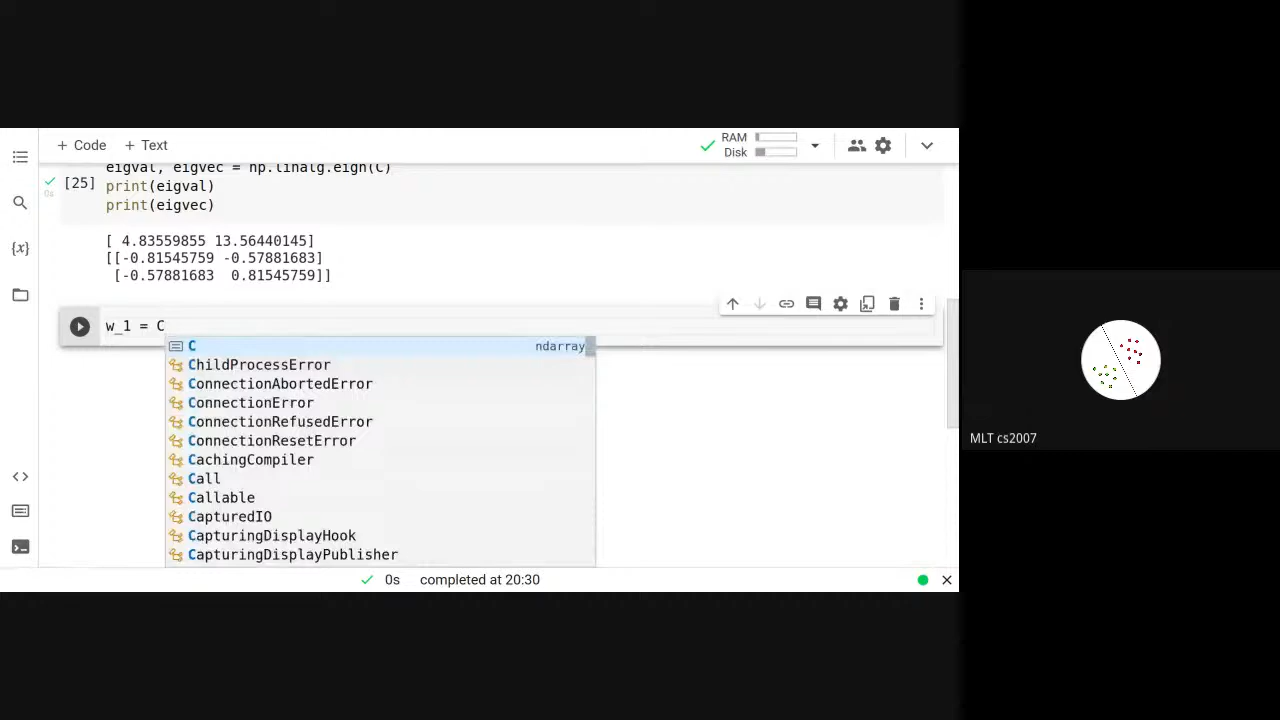 + Code + Text
RAM
Disk
eigval, eigvec = np.linalg.eigh(C)
[25] print(eigval)
0s
print(eigvec)
[ 4.83559855 13.56440145]
[[-0.81545759 -0.57881683]
[-0.57881683 0.81545759]]
w_1 = C
C ndarray
ChildProcessError
ConnectionAbortedError
ConnectionError
ConnectionRefusedError
ConnectionResetError
CachingCompiler
Call
Callable
CapturedIO
CapturingDisplayHook
CapturingDisplayPublisher
0s completed at 20:30
MLT cs2007
{x}